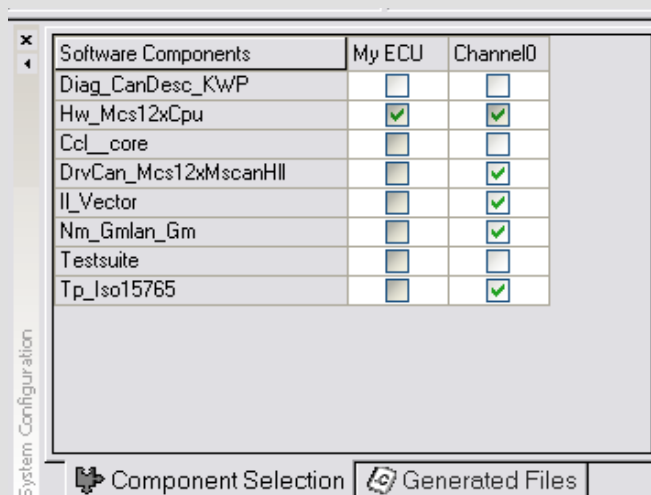 Software Components My ECU Channel0
Diag_CanDesc_KWP
Hw_Mcs12xCpu
Ccl__core
DrvCan_Mcs12xMscanHll
Il_Vector
Nm_Gmlan_Gm
Testsuite
Tp_Iso15765
System Configuration
Component Selection Generated Files